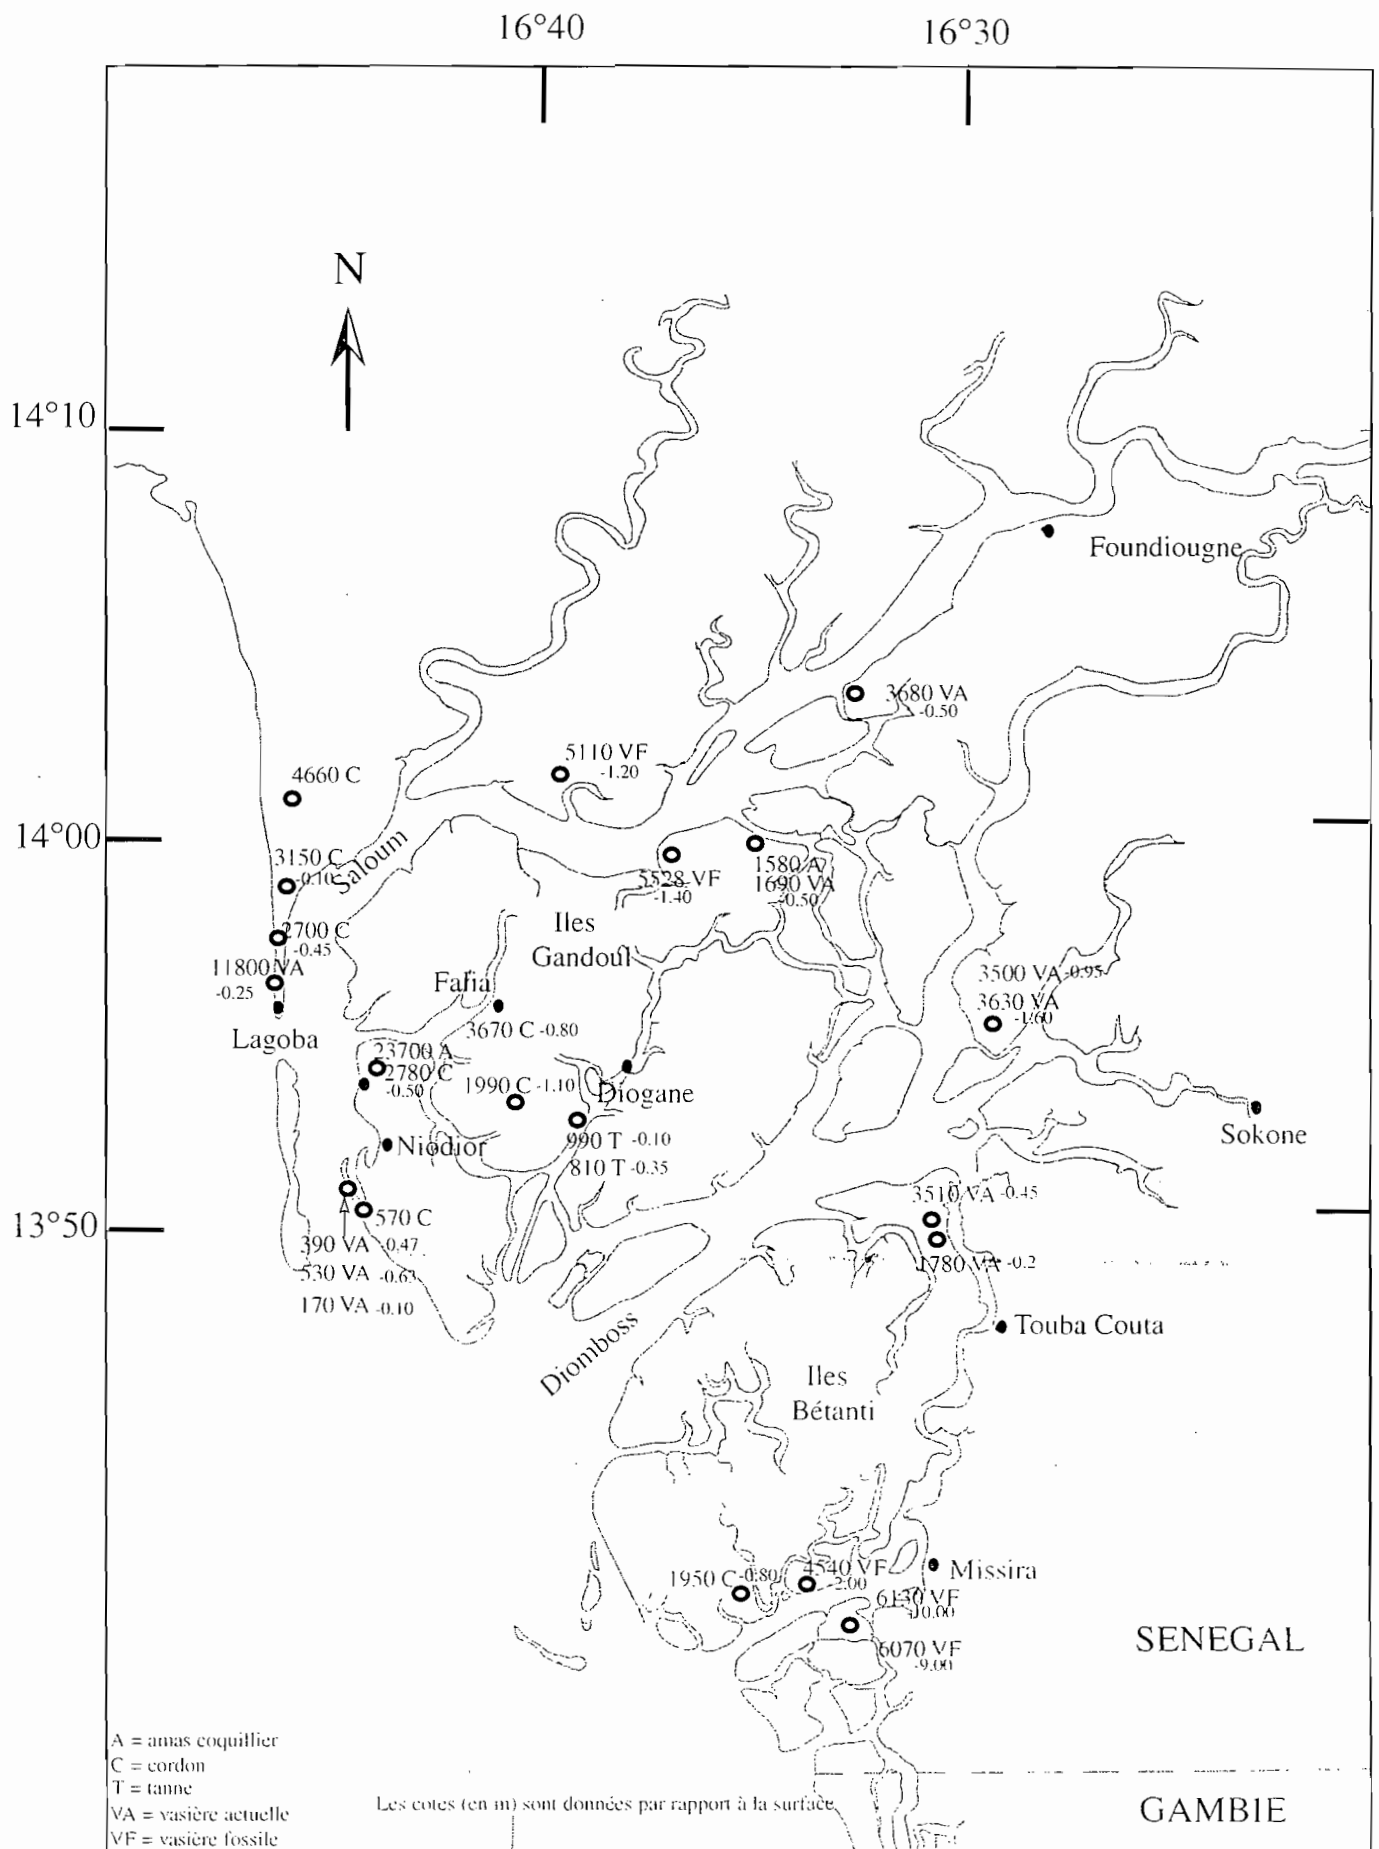 16°40
16°30
N
14°10
Foundiougne
3680 VA
-0.50
5110 VF
-1.20
4660 C
14°00
Saloum
3150 C
-0.10
1580 A
1690 VA
-0.50
5528 VF
-1.40
Iles
Gandoul
2700 C
-0.45
11800 VA
-0.25
Lagoba
Falia
3670 C -0.80
3500 VA -0.95
3630 VA
-1.60
23700 A
2780 C
-0.50
1990 C -1.10
Diogane
Sokone
Niodior
990 T -0.10
810 T -0.35
3510 VA -0.45
13°50
570 C
390 VA -0.47
530 VA -0.63
170 VA -0.10
1780 VA -0.2
Touba Couta
Diomboss
Iles
Bétanti
1950 C -0.80
4540 VF
-2.00
Missira
6130 VF
-10.00
6070 VF
-9.00
SENEGAL
A = amas coquillier
C = cordon
T = tanne
VA = vasière actuelle
VF = vasière fossile
Les cotes (en m) sont données par rapport à la surface
GAMBIE